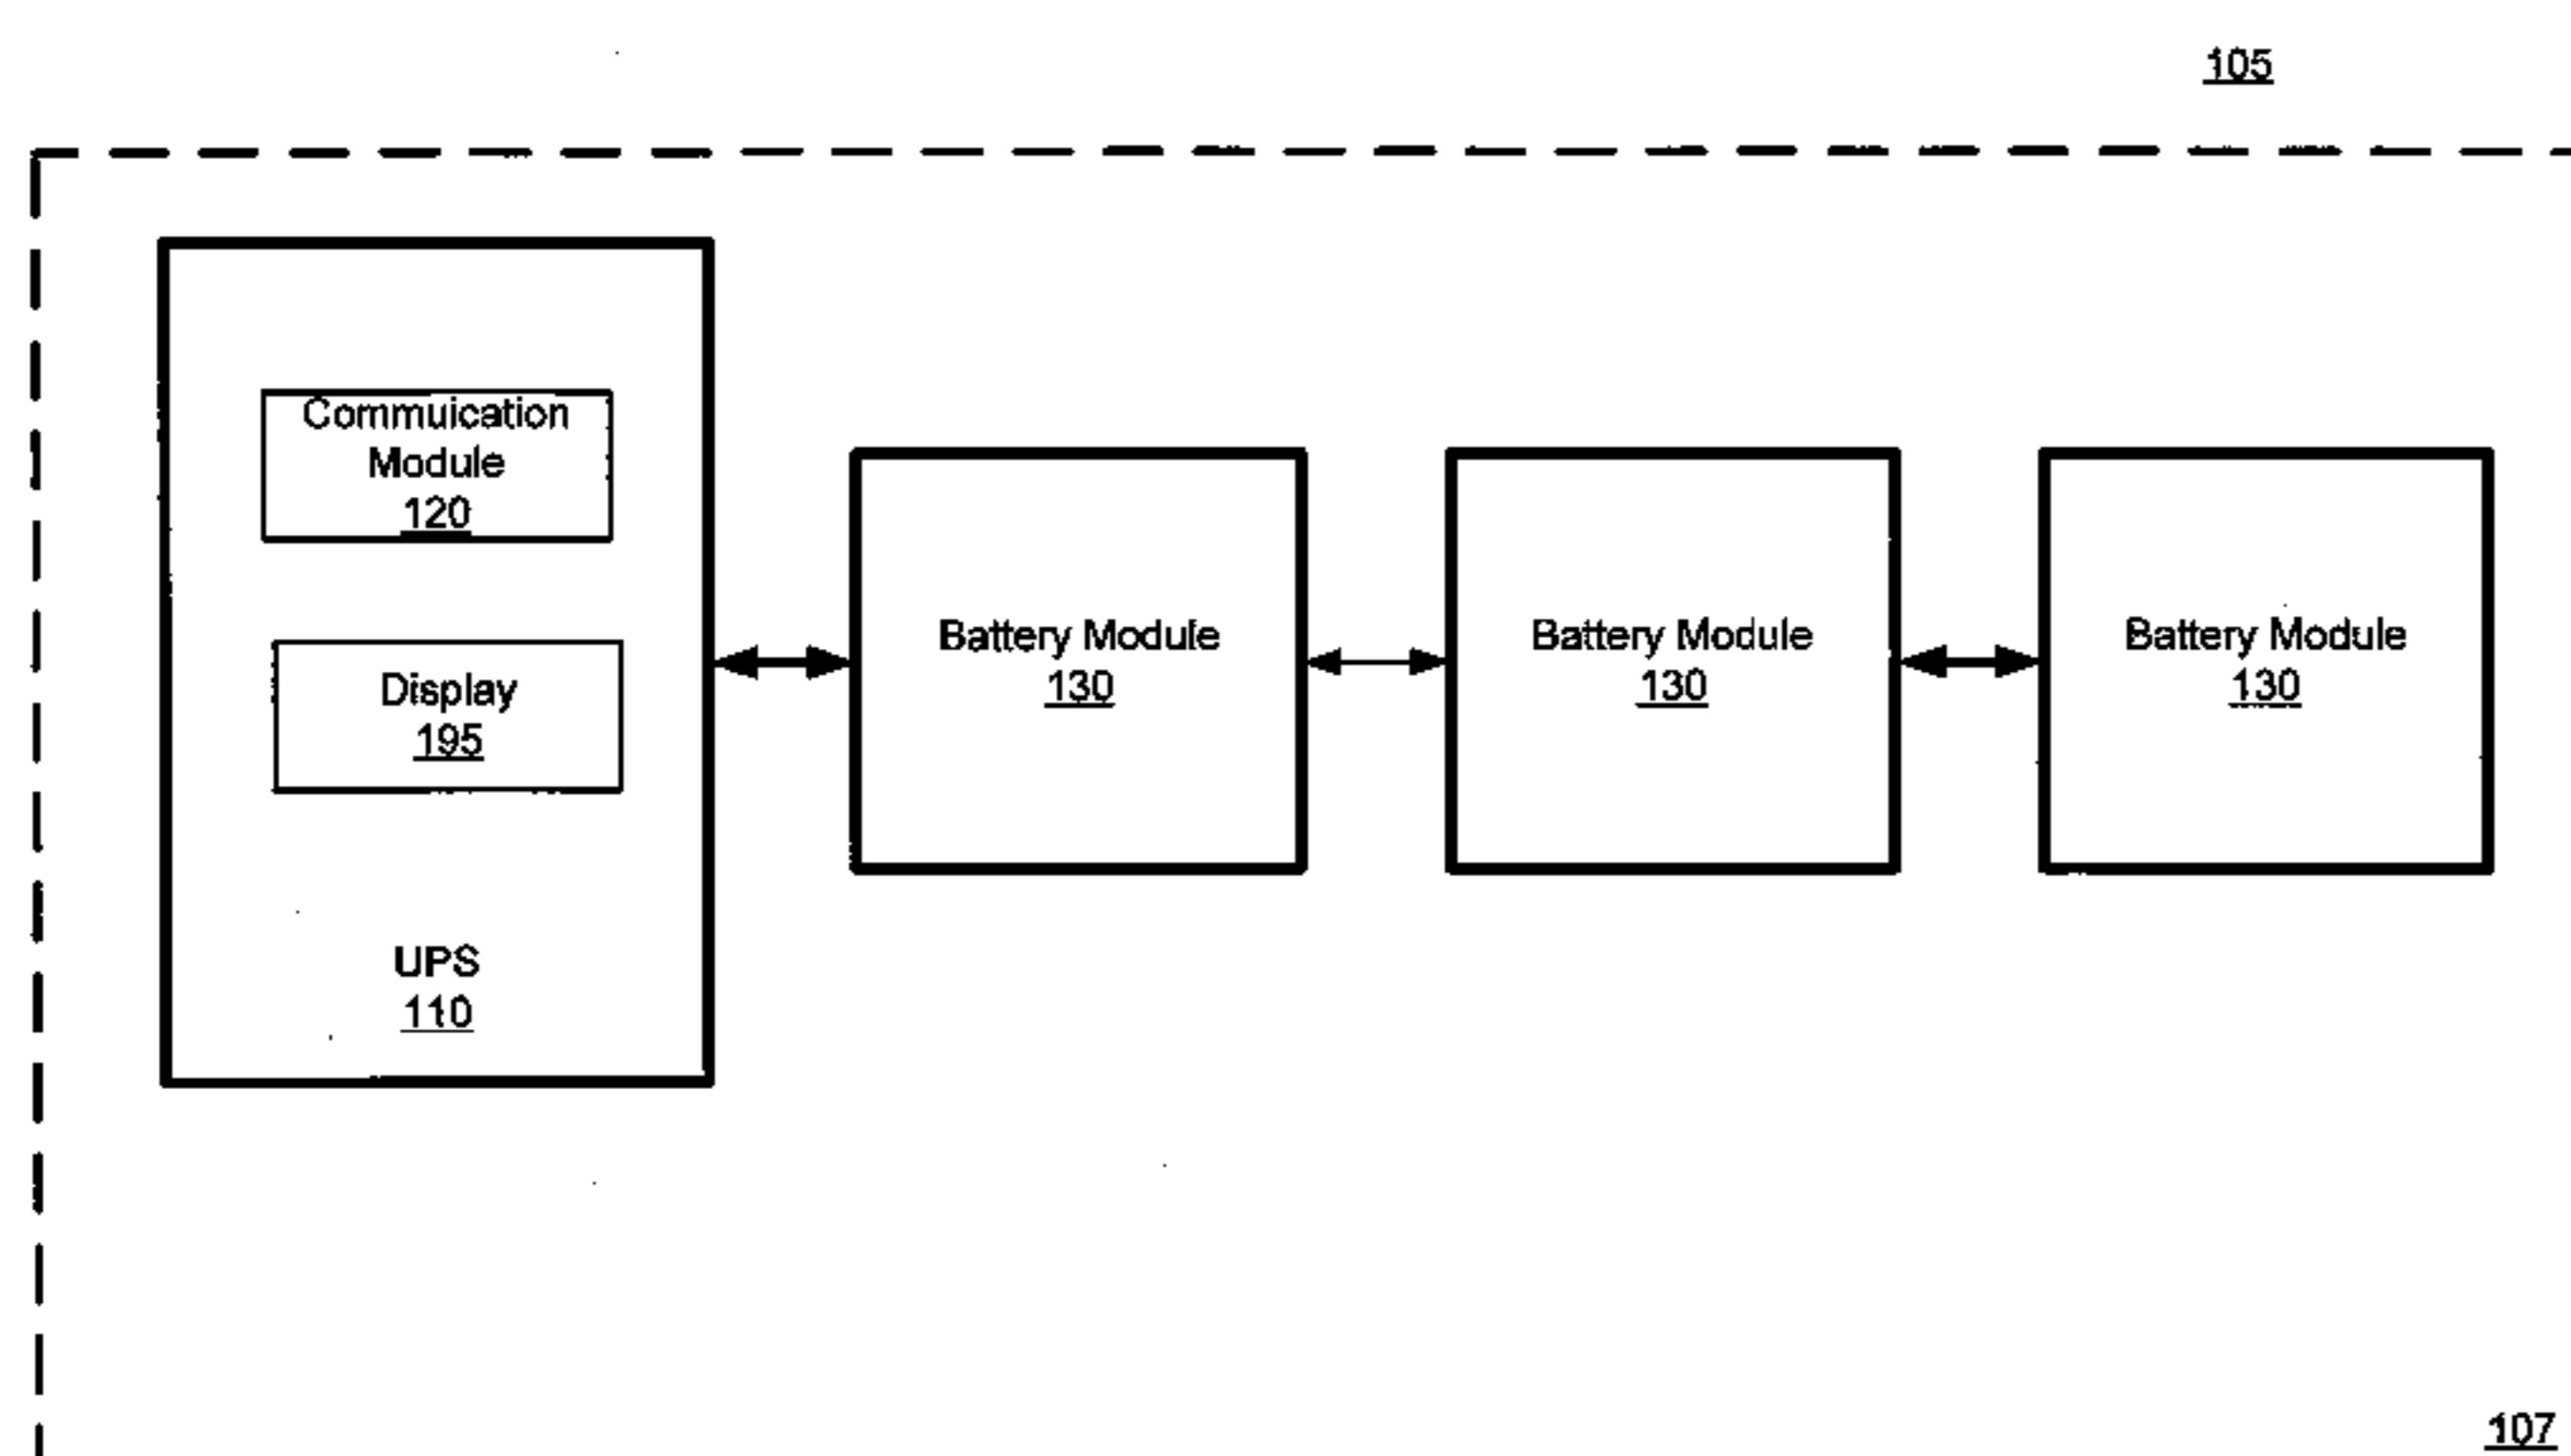 105
Commuication
Module
120
Display
195
UPS
110
Battery Module
130
Battery Module
130
Battery Module
130
107